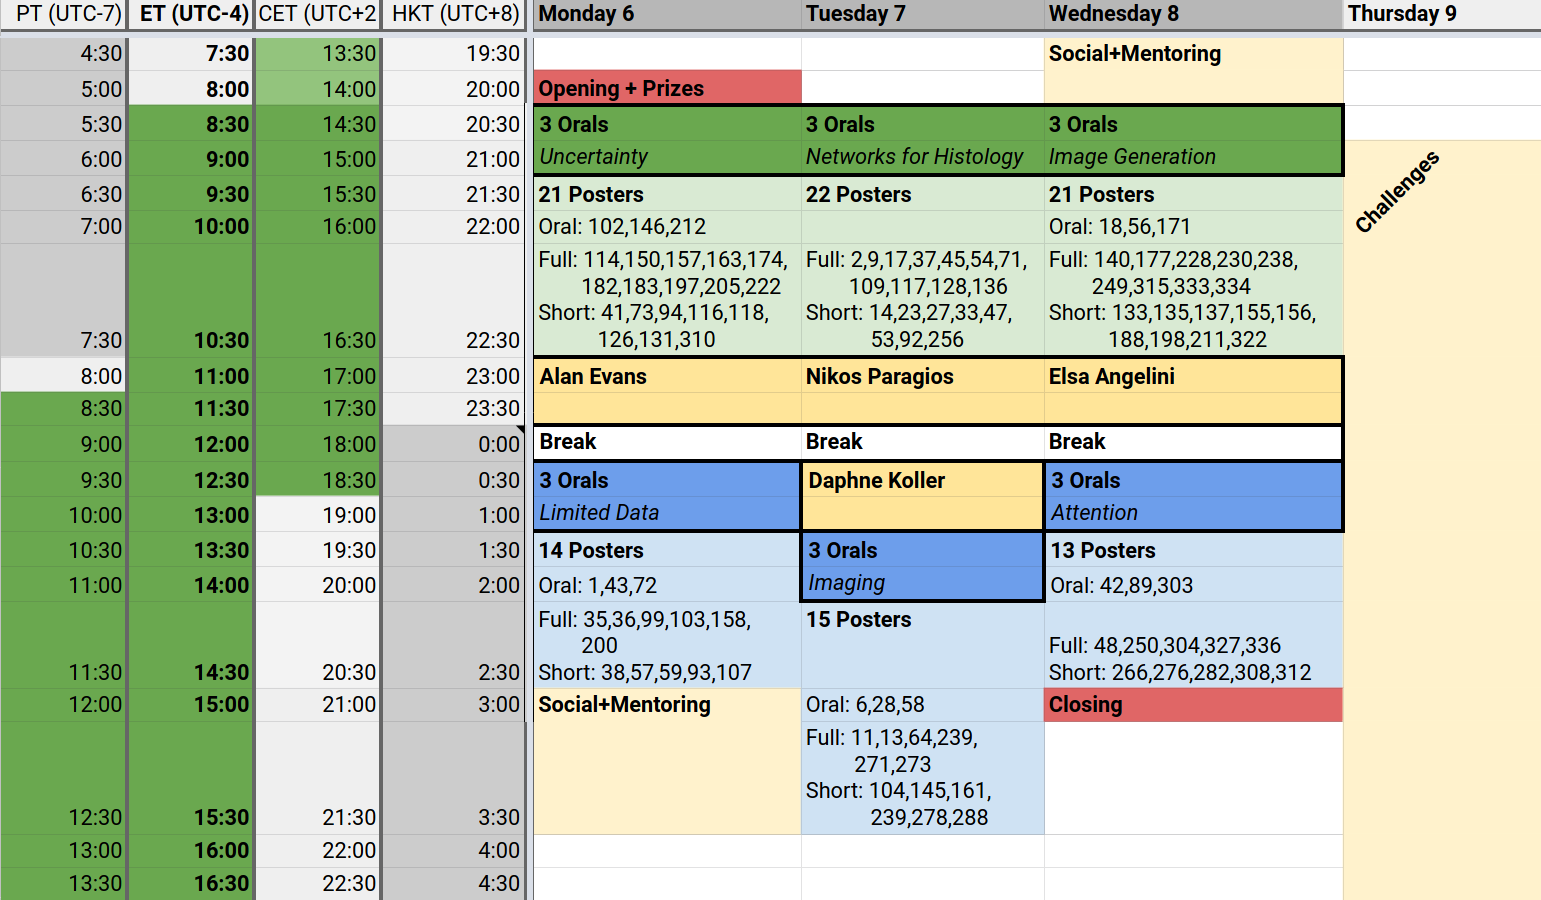 PT (UTC-7) ET (UTC-4) CET (UTC+2 HKT (UTC+8) Monday 6 Tuesday 7 Wednesday 8 Thursday 9
4:30 7:30 13:30 19:30 Social+Mentoring
5:00 8:00 14:00 20:00 Opening + Prizes
5:30 8:30 14:30 20:30 3 Orals 3 Orals 3 Orals
6:00 9:00 15:00 21:00 Uncertainty Networks for Histology Image Generation
Challenges
6:30 9:30 15:30 21:30 21 Posters 22 Posters 21 Posters
7:00 10:00 16:00 22:00 Oral: 102,146,212 Oral: 18,56,171
Full: 114,150,157,163,174, Full: 2,9,17,37,45,54,71, Full: 140,177,228,230,238,
182,183,197,205,222 109,117,128,136 249,315,333,334
Short: 41,73,94,116,118, Short: 14,23,27,33,47, Short: 133,135,137,155,156,
7:30 10:30 16:30 22:30 126,131,310 53,92,256 188,198,211,322
8:00 11:00 17:00 23:00 Alan Evans Nikos Paragios Elsa Angelini
8:30 11:30 17:30 23:30
9:00 12:00 18:00 0:00 Break Break Break
9:30 12:30 18:30 0:30 3 Orals Daphne Koller 3 Orals
10:00 13:00 19:00 1:00 Limited Data Attention
10:30 13:30 19:30 1:30 14 Posters 3 Orals 13 Posters
11:00 14:00 20:00 2:00 Oral: 1,43,72 Imaging Oral: 42,89,303
Full: 35,36,99,103,158, 15 Posters
200 Full: 48,250,304,327,336
11:30 14:30 20:30 2:30 Short: 38,57,59,93,107 Short: 266,276,282,308,312
12:00 15:00 21:00 3:00 Social+Mentoring Oral: 6,28,58 Closing
Full: 11,13,64,239,
271,273
Short: 104,145,161,
12:30 15:30 21:30 3:30 239,278,288
13:00 16:00 22:00 4:00
13:30 16:30 22:30 4:30